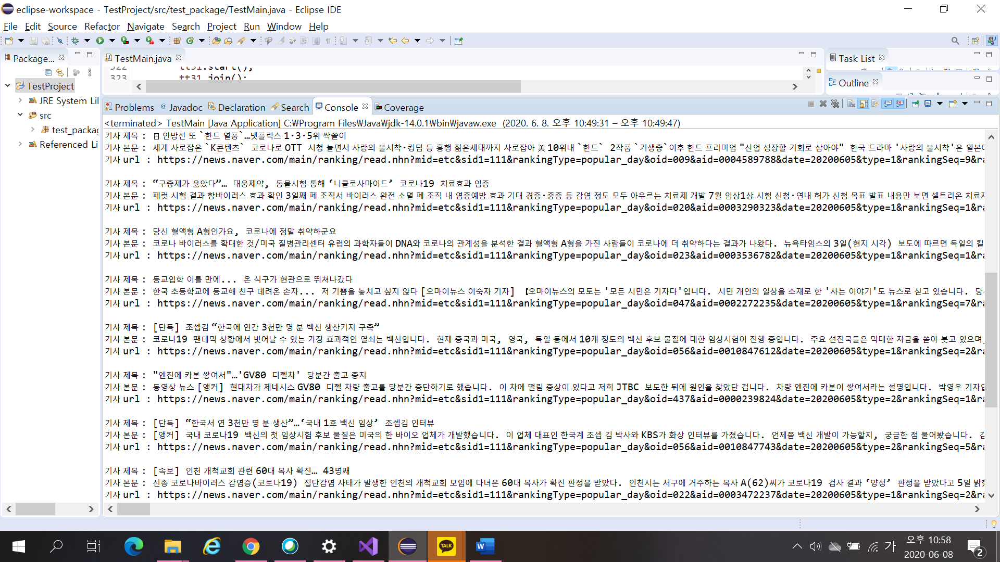 eclipse-workspace - TestProject/src/test_package/TestMain.java - Eclipse IDE
File Edit Source Refactor Navigate Search Project Run Window Help
Package...
TestMain.java
Task List
Outline
322 tt31.start();
323 tt31.join();
TestProject
JRE System Lil
src
test_packag
Referenced Li
Problems Javadoc Declaration Search Console Coverage
<terminated> TestMain [Java Application] C:₩Program Files₩Java₩jdk-14.0.1₩bin₩javaw.exe (2020. 6. 8. 오후 10:49:31 – 오후 10:49:47)
기사 제목 : 日 안방선 또 `한드 열풍`…넷플릭스 1·3·5위 싹쓸이
기사 본문 : 세계 사로잡은 `K콘텐츠` 코로나로 OTT 시청 늘면서 사랑의 불시착·킹덤 등 흥행 젊은세대까지 사로잡아 美 10위내 `한드` 2작품 `기생충`이후 한드 프리미엄 "산업 성장할 기회로 삼아야" 한국 드라마 '사랑의 불시착'은 일본
기사 url : https://news.naver.com/main/ranking/read.nhn?mid=etc&sid1=111&rankingType=popular_day&oid=009&aid=0004589788&date=20200605&type=1&rankingSeq=9&ra
기사 제목 : “구충제가 옳았다”… 대웅제약, 동물시험 통해 ‘니클로사마이드’ 코로나19 치료효과 입증
기사 본문 : 페럿 시험 결과 항바이러스 효과 확인 3일째 폐 조직서 바이러스 완전 소멸 폐 조직 내 염증예방 효과 기대 경증·중증 등 감염 정도 모두 아우르는 치료제 개발 7월 임상1상 시험 신청·연내 허가 신청 목표 발표 내용만 보면 셀트리온 치료제
기사 url : https://news.naver.com/main/ranking/read.nhn?mid=etc&sid1=111&rankingType=popular_day&oid=020&aid=0003290323&date=20200605&type=1&rankingSeq=1&ra
기사 제목 : 당신 혈액형 A형인가요, 코로나에 정말 취약하군요
기사 본문 : 코로나 바이러스를 확대한 것/미국 질병관리센터 유럽의 과학자들이 DNA와 코로나의 관계성을 분석한 결과 혈액형 A형을 가진 사람들이 코로나에 더 취약하다는 결과가 나왔다. 뉴욕타임스의 3일(현지 시각) 보도에 따르면 독일의 킬
기사 url : https://news.naver.com/main/ranking/read.nhn?mid=etc&sid1=111&rankingType=popular_day&oid=023&aid=0003536782&date=20200605&type=1&rankingSeq=1&ra
기사 제목 : 등교입학 이틀 만에... 온 식구가 현관으로 뛰쳐나갔다
기사 본문 : 한국 초등학교에 등교해 친구 데려온 손자... 저 기쁨을 놓치고 싶지 않다 [오마이뉴스 이숙자 기자] 【오마이뉴스의 모토는 '모든 시민은 기자다'입니다. 시민 개인의 일상을 소재로 한 '사는 이야기'도 뉴스로 싣고 있습니다. 당
기사 url : https://news.naver.com/main/ranking/read.nhn?mid=etc&sid1=111&rankingType=popular_day&oid=047&aid=0002272235&date=20200605&type=1&rankingSeq=7&ra
기사 제목 : [단독] 조셉김 “한국에 연간 3천만 명 분 백신 생산기지 구축”
기사 본문 : 코로나19 팬데믹 상황에서 벗어날 수 있는 가장 효과적인 열쇠는 백신입니다. 현재 중국과 미국, 영국, 독일 등에서 10개 정도의 백신 후보 물질에 대한 임상시험이 진행 중입니다. 주요 선진국들은 막대한 자금을 쏟아 붓고 있으며,
기사 url : https://news.naver.com/main/ranking/read.nhn?mid=etc&sid1=111&rankingType=popular_day&oid=056&aid=0010847612&date=20200605&type=1&rankingSeq=2&ra
기사 제목 : "엔진에 카본 쌓여서"…'GV80 디젤차' 당분간 출고 중지
기사 본문 : 동영상 뉴스 [앵커] 현대차가 제네시스 GV80 디젤 차량 출고를 당분간 중단하기로 했습니다. 이 차에 떨림 증상이 있다고 저희 JTBC 보도한 뒤에 원인을 찾았단 겁니다. 차량 엔진에 카본이 쌓여서라는 설명입니다. 박영우 기자입
기사 url : https://news.naver.com/main/ranking/read.nhn?mid=etc&sid1=111&rankingType=popular_day&oid=437&aid=0000239824&date=20200605&type=2&rankingSeq=1&ra
기사 제목 : [단독] “한국서 연 3천만 명 분 생산”…‘국내 1호 백신 임상’ 조셉김 인터뷰
기사 본문 : [앵커] 국내 코로나19 백신의 첫 임상시험 후보 물질은 미국의 한 바이오 업체가 개발했습니다. 이 업체 대표인 한국계 조셉 김 박사와 KBS가 화상 인터뷰를 가졌습니다. 언제쯤 백신 개발이 가능할지, 궁금한 점 물어봤습니다. 김
기사 url : https://news.naver.com/main/ranking/read.nhn?mid=etc&sid1=111&rankingType=popular_day&oid=056&aid=0010847743&date=20200605&type=2&rankingSeq=5&ra
기사 제목 : [속보] 인천 개척교회 관련 60대 목사 확진… 43명째
기사 본문 : 신종 코로나바이러스 감염증(코로나19) 집단감염 사태가 발생한 인천의 개척교회 모임에 다녀온 60대 목사가 확진 판정을 받았다. 인천시는 서구에 거주하는 목사 A(62)씨가 코로나19 검사 결과 ‘양성’ 판정을 받았다고 5일 밝혔
기사 url : https://news.naver.com/main/ranking/read.nhn?mid=etc&sid1=111&rankingType=popular_day&oid=022&aid=0003472237&date=20200605&type=1&rankingSeq=2&ra
TALK
가
오후 10:58
2020-06-08
2